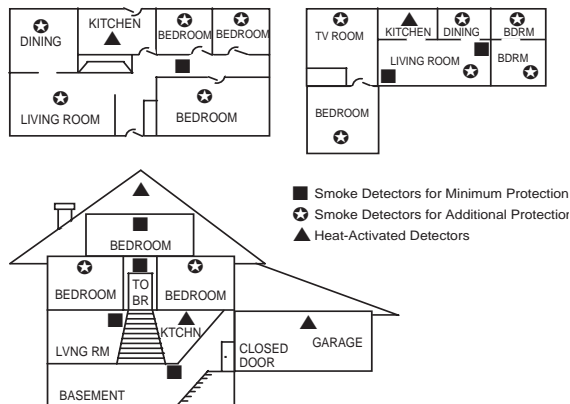 DINING
KITCHEN
BEDROOM
BEDROOM
LIVING ROOM
BEDROOM
TV ROOM
KITCHEN
DINING
BDRM
LIVING ROOM
BDRM
BEDROOM
Smoke Detectors for Minimum Protection
Smoke Detectors for Additional Protection
Heat-Activated Detectors
BEDROOM
BEDROOM
TO
BR
BEDROOM
LVNG RM
KTCHN
CLOSED
DOOR
GARAGE
BASEMENT